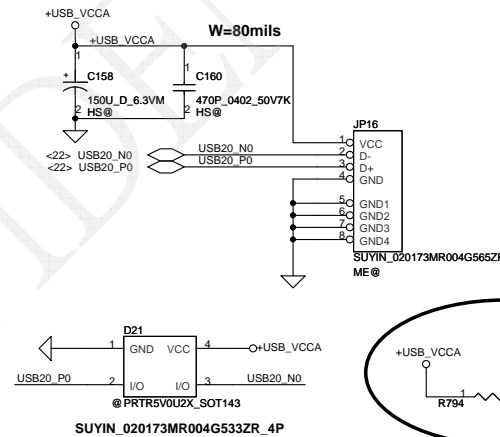 +USB_VCCA
+USB_VCCA
W=80mils
1
1
+
C158
C160
150U_D_6.3VM
470P_0402_50V7K
2
HS@
2
HS@
JP16
1
VCC
<22> USB20_N0
USB20_N0
2
D-
<22> USB20_P0
USB20_P0
3
D+
4
GND
5
GND1
6
GND2
7
GND3
8
GND4
SUYIN_020173MR004G565ZR
ME@
D21
1
GND
VCC
4
+USB_VCCA
USB20_P0
2
I/O
I/O
3
USB20_N0
@ PRTR5V0U2X_SOT143
SUYIN_020173MR004G533ZR_4P
+USB_VCCA
1
R794